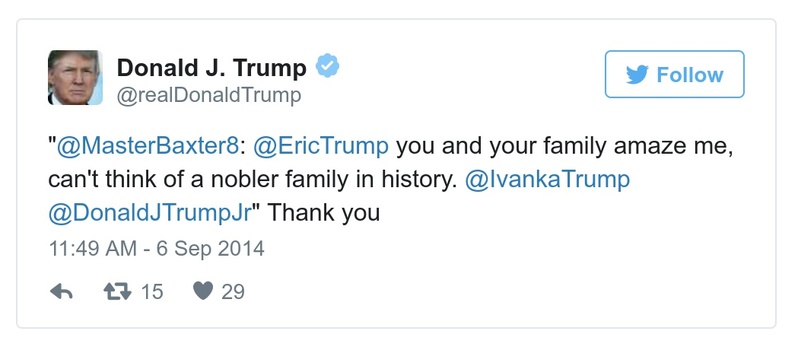 Donald J. Trump
@realDonaldTrump
Follow
"@MasterBaxter8: @EricTrump you and your family amaze me,
can't think of a nobler family in history. @IvankaTrump
@DonaldJTrumpJr" Thank you
11:49 AM - 6 Sep 2014
15 29